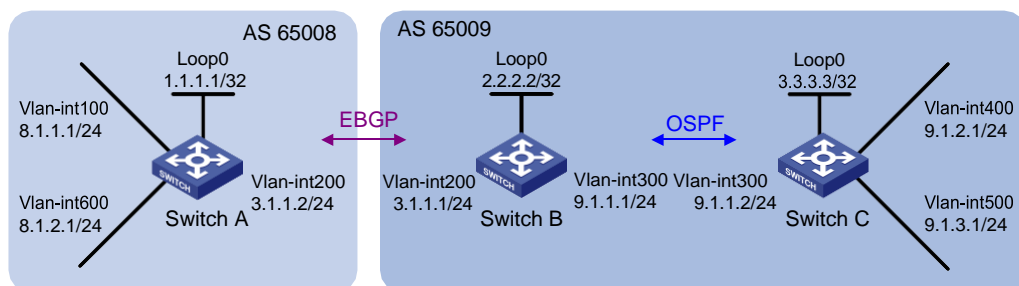 AS 65008
Loop0
1.1.1.1/32
Vlan-int100
8.1.1.1/24
Vlan-int600
8.1.2.1/24
SWITCH
Switch A
Vlan-int200
3.1.1.2/24
EBGP
AS 65009
Loop0
2.2.2.2/32
Vlan-int200
3.1.1.1/24
SWITCH
Switch B
Vlan-int300
9.1.1.1/24
OSPF
Loop0
3.3.3.3/32
Vlan-int300
9.1.1.2/24
SWITCH
Switch C
Vlan-int400
9.1.2.1/24
Vlan-int500
9.1.3.1/24